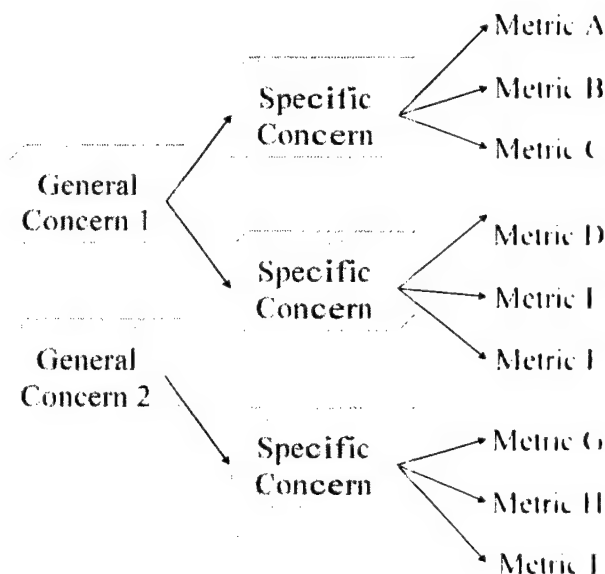 Metric A
Specific
Concern
Metric B
Metric C
General
Concern 1
Metric D
Specific
Concern
Metric
Metric
General
Concern 2
Metric G
Specific
Concern
Metric H
Metric I